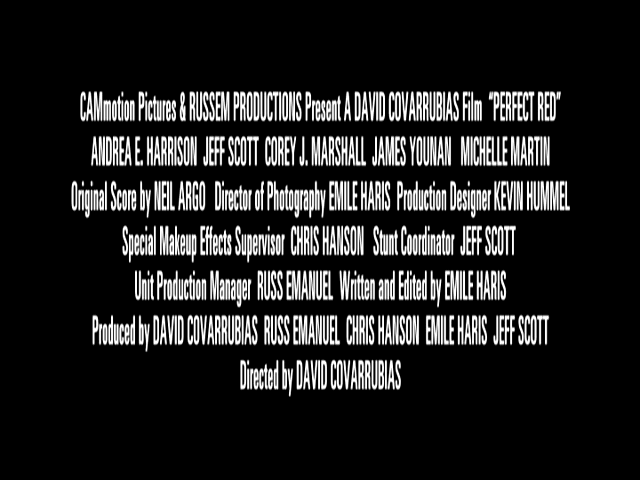 CAMmotion Pictures & RUSSEM PRODUCTIONS Present A DAVID COVARRUBIAS Film "PERFECT RED"
ANDREA E. HARRISON JEFF SCOTT COREY J. MARSHALL JAMES YOUNAN MICHELLE MARTIN
Original Score by NEIL ARGO Director of Photography EMILE HARIS Production Designer KEVIN HUMMEL
Special Makeup Effects Supervisor CHRIS HANSON Stunt Coordinator JEFF SCOTT
Unit Production Manager RUSS EMANUEL Written and Edited by EMILE HARIS
Produced by DAVID COVARRUBIAS RUSS EMANUEL CHRIS HANSON EMILE HARIS JEFF SCOTT
Directed by DAVID COVARRUBIAS